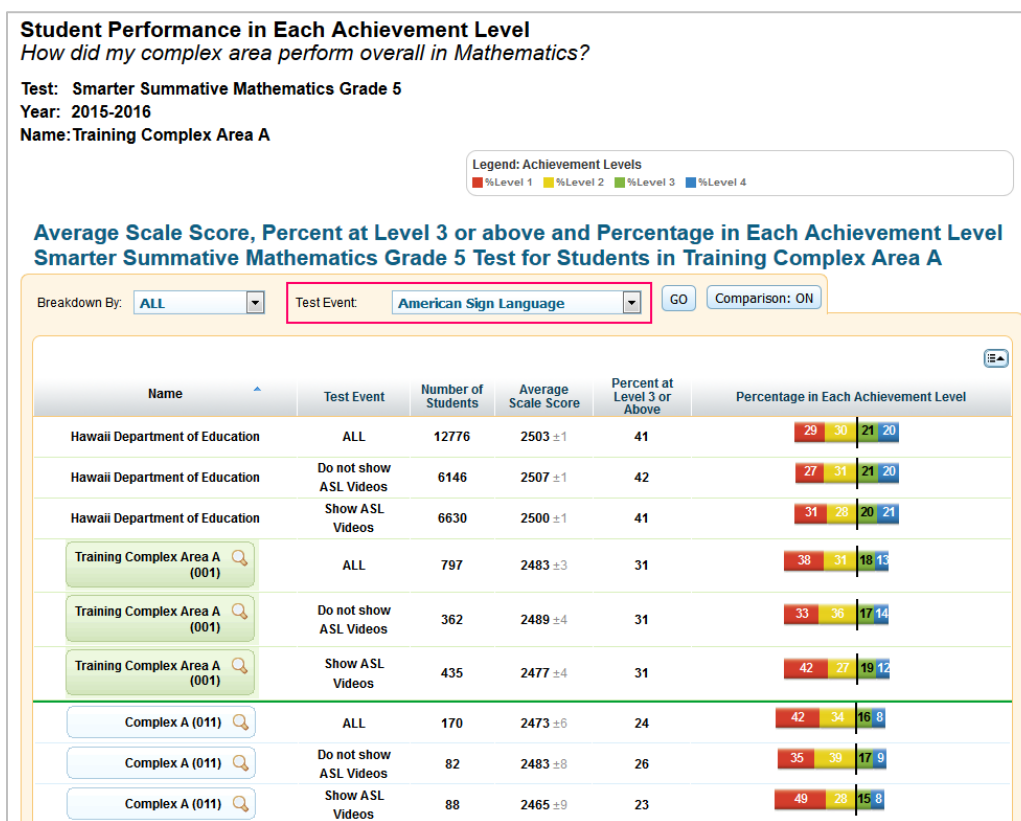 Student Performance in Each Achievement Level
How did my complex area perform overall in Mathematics?
Test: Smarter Summative Mathematics Grade 5
Year: 2015-2016
Name:Training Complex Area A
Legend: Achievement Levels
%Level 1 %Level 2 %Level 3 %Level 4
Average Scale Score, Percent at Level 3 or above and Percentage in Each Achievement Level
Smarter Summative Mathematics Grade 5 Test for Students in Training Complex Area A
Breakdown By: ALL Test Event: American Sign Language GO Comparison: ON
Name Test Event Number of Students Average Scale Score Percent at Level 3 or Above Percentage in Each Achievement Level
Hawaii Department of Education ALL 12776 2503 ±1 41 29 30 21 20
Hawaii Department of Education Do not show ASL Videos 6146 2507 ±1 42 27 31 21 20
Hawaii Department of Education Show ASL Videos 6630 2500 ±1 41 31 28 20 21
Training Complex Area A (001) ALL 797 2483 ±3 31 38 31 18 13
Training Complex Area A (001) Do not show ASL Videos 362 2489 ±4 31 33 36 17 14
Training Complex Area A (001) Show ASL Videos 435 2477 ±4 31 42 27 19 12
Complex A (011) ALL 170 2473 ±6 24 42 34 16 8
Complex A (011) Do not show ASL Videos 82 2483 ±8 26 35 39 17 9
Complex A (011) Show ASL Videos 88 2465 ±9 23 49 28 15 8